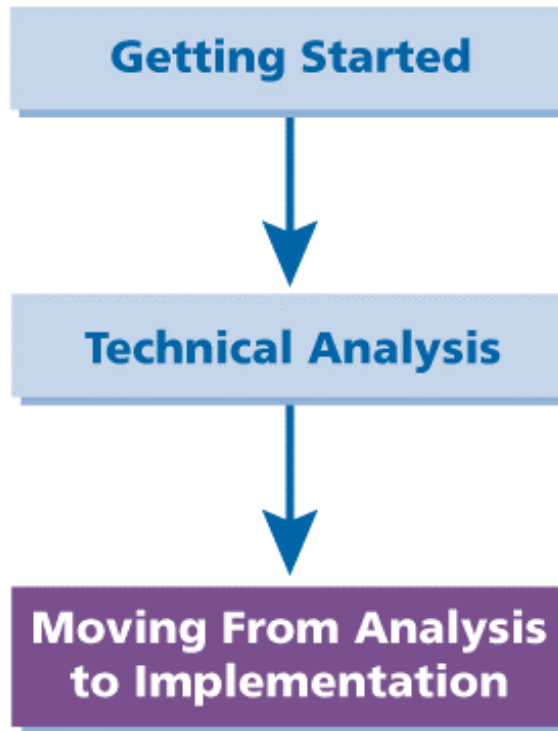 Getting Started
Technical Analysis
Moving From Analysis
to Implementation